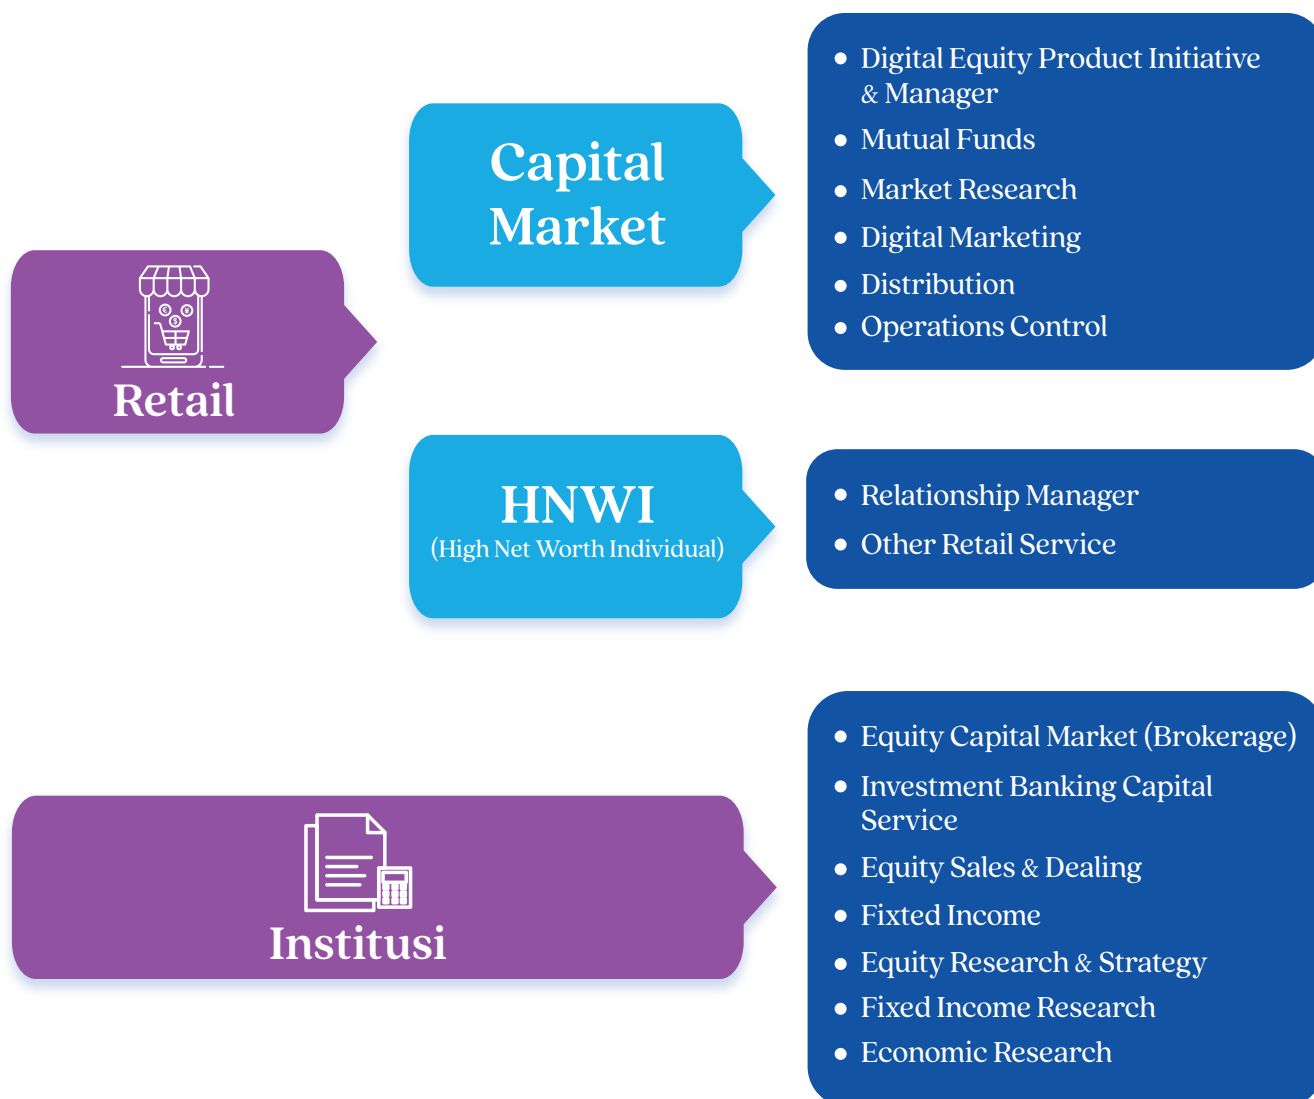 Retail
Capital
Market
• Digital Equity Product Initiative
& Manager
• Mutual Funds
• Market Research
• Digital Marketing
• Distribution
• Operations Control
HNWI
(High Net Worth Individual)
• Relationship Manager
• Other Retail Service
Institusi
• Equity Capital Market (Brokerage)
• Investment Banking Capital
Service
• Equity Sales & Dealing
• Fixted Income
• Equity Research & Strategy
• Fixed Income Research
• Economic Research